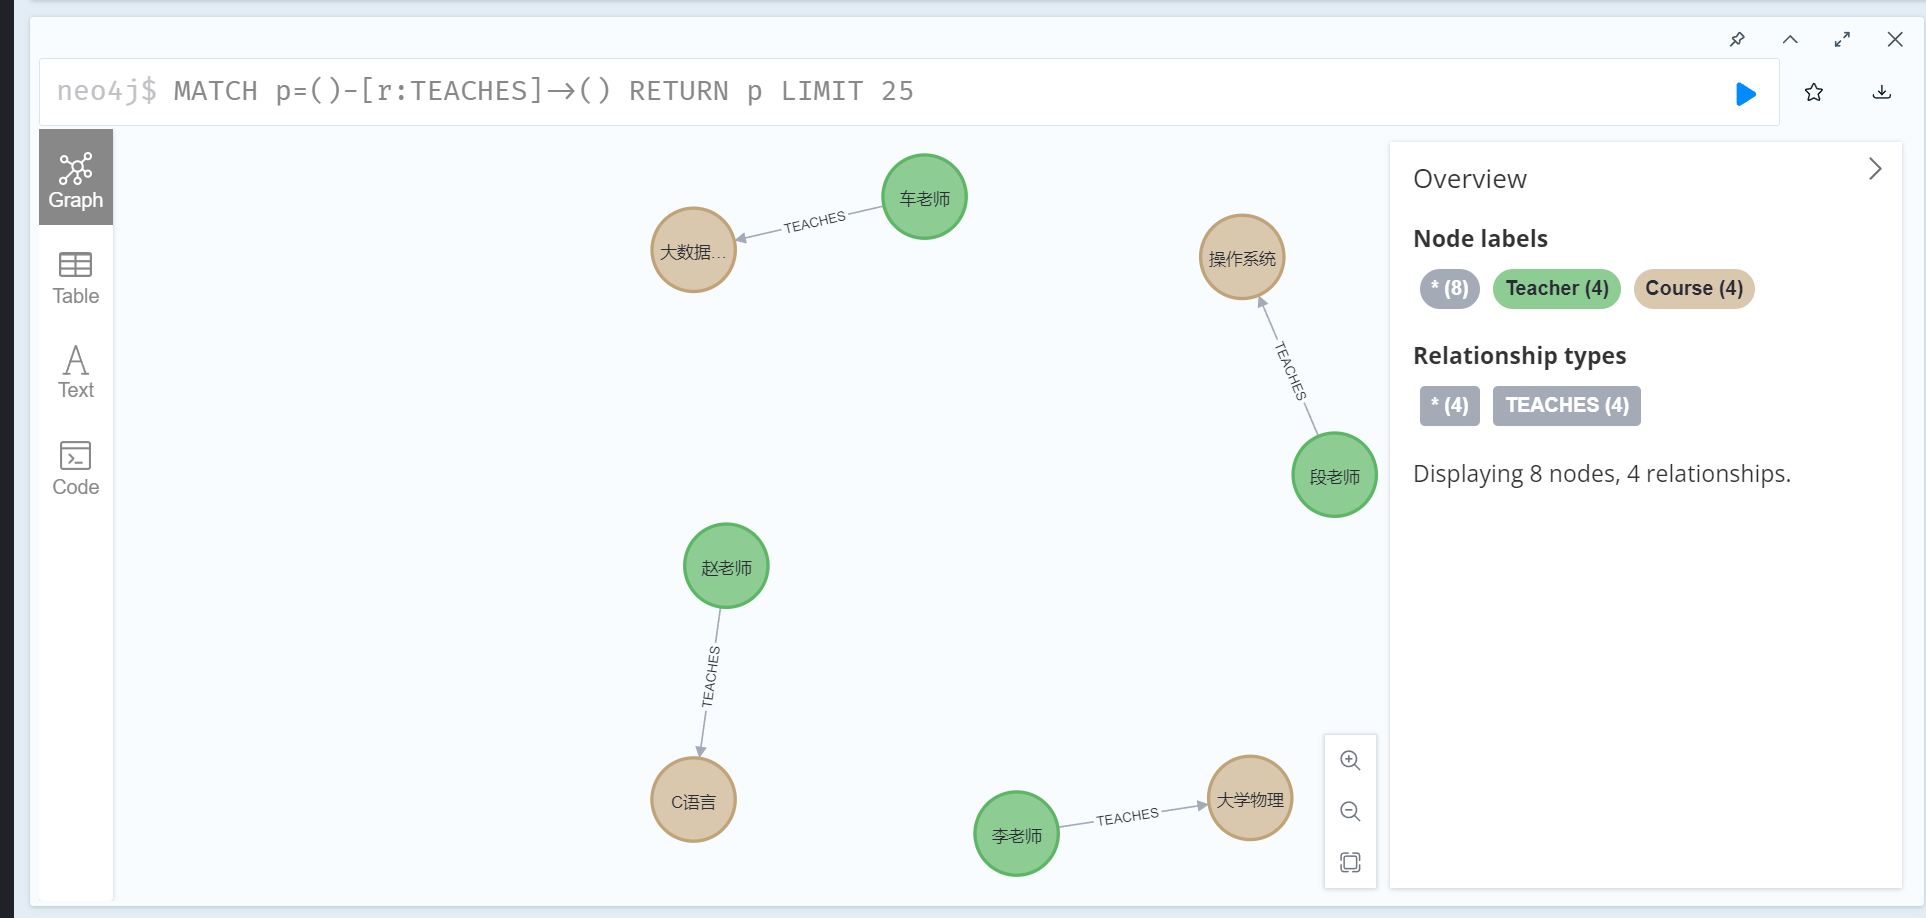 neo4j$ MATCH p=()-[r:TEACHES]->() RETURN p LIMIT 25
Graph
Table
Text
Code
车老师
TEACHES
大数据...
操作系统
TEACHES
段老师
赵老师
TEACHES
C语言
李老师
TEACHES
大学物理
Overview
Node labels
* (8) Teacher (4) Course (4)
Relationship types
* (4) TEACHES (4)
Displaying 8 nodes, 4 relationships.